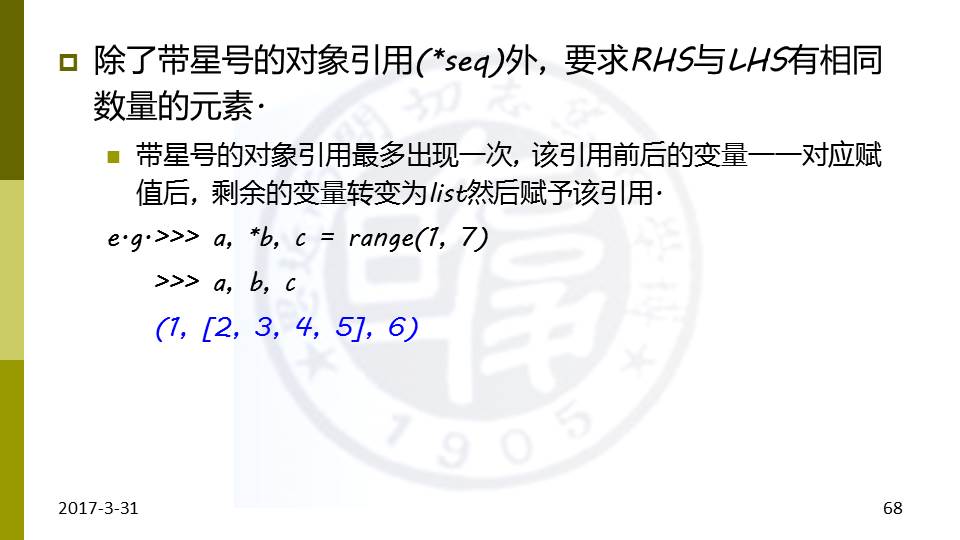 除了带星号的对象引用(*seq)外，要求RHS与LHS有相同
数量的元素.
带星号的对象引用最多出现一次, 该引用前后的变量一一对应赋
值后，剩余的变量转变为list然后赋予该引用.
e.g.>>> a, *b, c = range(1, 7)
>>> a, b, c
(1, [2, 3, 4, 5], 6)
1905
2017-3-31
68